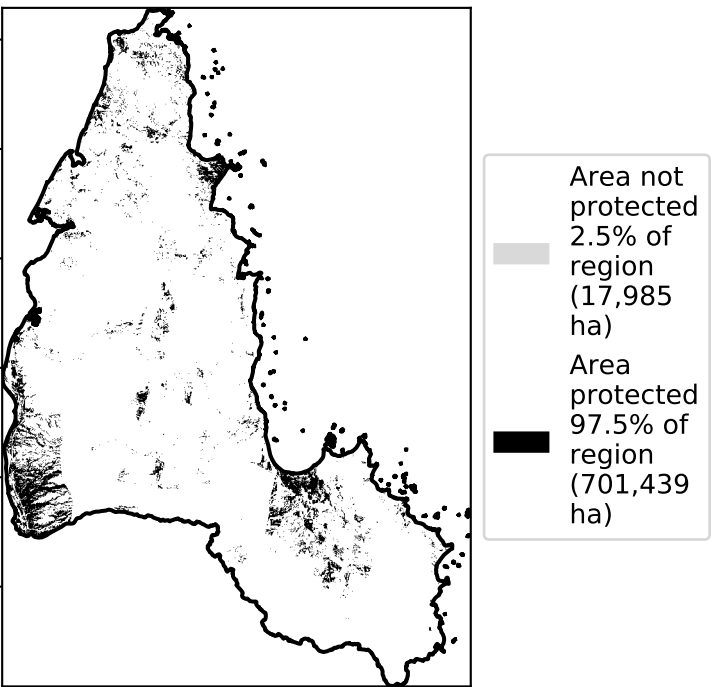 Area not
protected
2.5% of
region
(17,985
ha)
Area
protected
97.5% of
region
(701,439
ha)